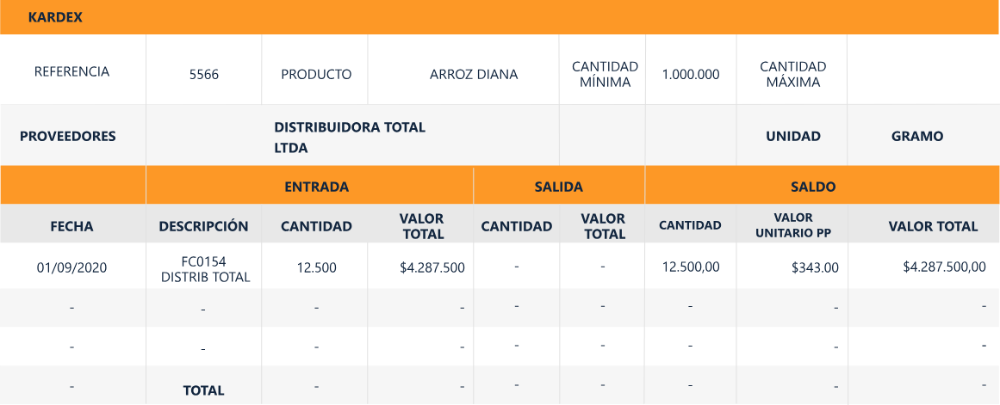 KARDEX
REFERENCIA 5566 PRODUCTO ARROZ DIANA CANTIDAD MÍNIMA 1.000.000 CANTIDAD MÁXIMA
PROVEEDORES DISTRIBUIDORA TOTAL LTDA UNIDAD GRAMO
ENTRADA SALIDA SALDO
FECHA DESCRIPCIÓN CANTIDAD VALOR TOTAL CANTIDAD VALOR TOTAL CANTIDAD VALOR UNITARIO PP VALOR TOTAL
01/09/2020 FC0154 DISTRIB TOTAL 12.500 $4.287.500 - - 12.500,00 $343.00 $4.287.500,00
- - - - - - - - -
- - - - - - - - -
- TOTAL - - - - - - -